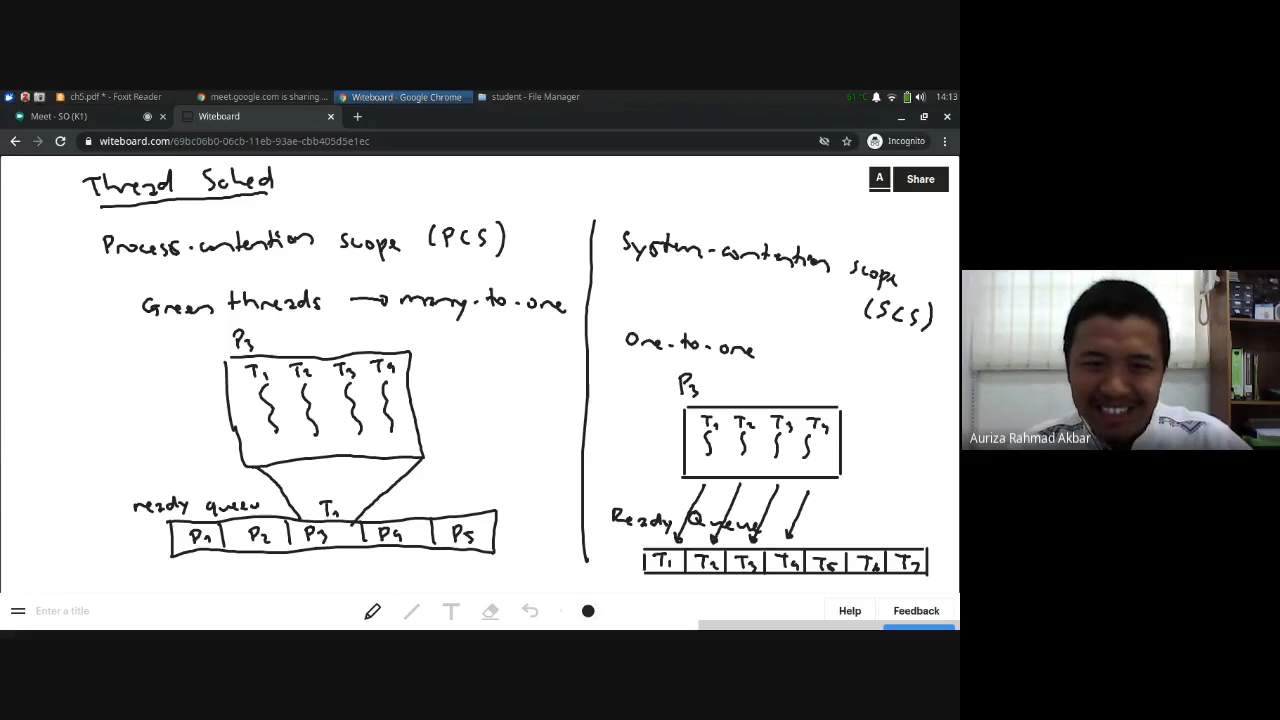 ch5.pdf * - Foxit Reader
meet.google.com is sharing ...
Witeboard - Google Chrome
student - File Manager
61°C
14:13
Meet - SO (K1)
Witeboard
witeboard.com/69bc06b0-06cb-11eb-93ae-cbb405d5e1ec
Incognito
A
Share
Thread Sched
Process-contention scope (PCS)
Green threads → many-to-one
P3
T1 T2 T3 T4
ready queue
T1
P1 P2 P3 P4 P5
System-contention scope
(SCS)
One-to-one
P3
T1 T2 T3 T4
Ready Queue
T1 T2 T3 T4 T5 T6 T7
Enter a title
T
Help
Feedback
Auriza Rahmad Akbar